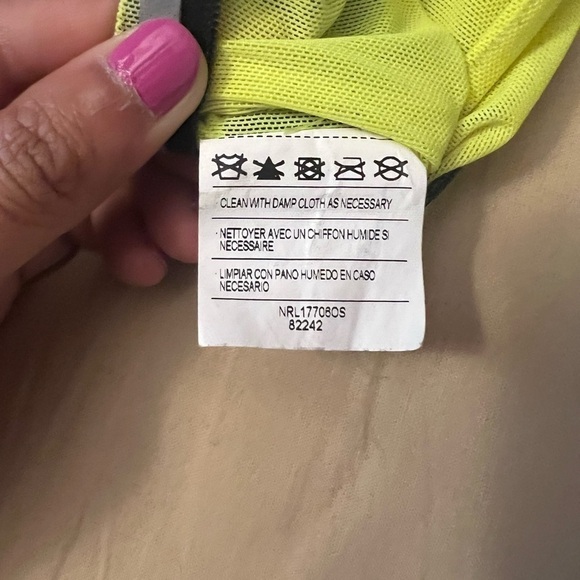 · CLEAN WITH DAMP CLOTH AS NECESSARY
· NETTOYER AVEC UN CHIFFON HUMIDE SI
NECESSAIRE
· LIMPIAR CON PANO HUMEDO EN CASO
NECESARIO
NRL17706OS
82242